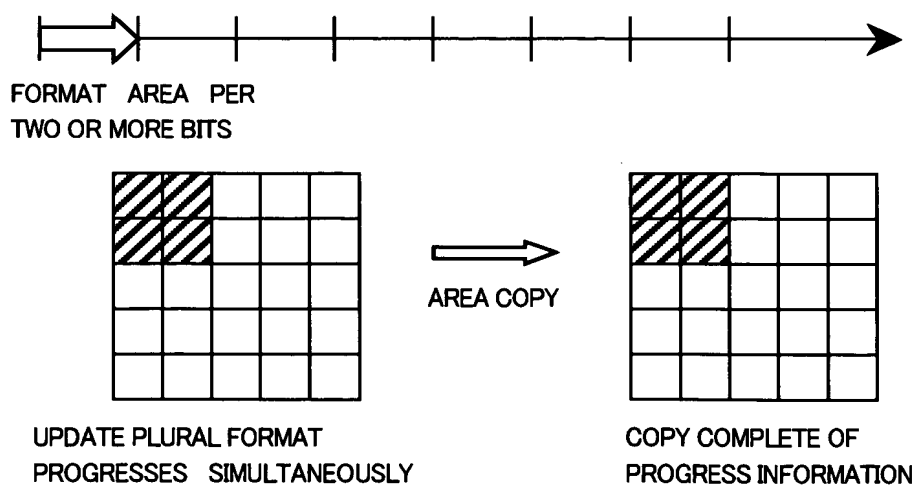 FORMAT AREA PER
TWO OR MORE BITS
AREA COPY
UPDATE PLURAL FORMAT
PROGRESSES SIMULTANEOUSLY
COPY COMPLETE OF
PROGRESS INFORMATION